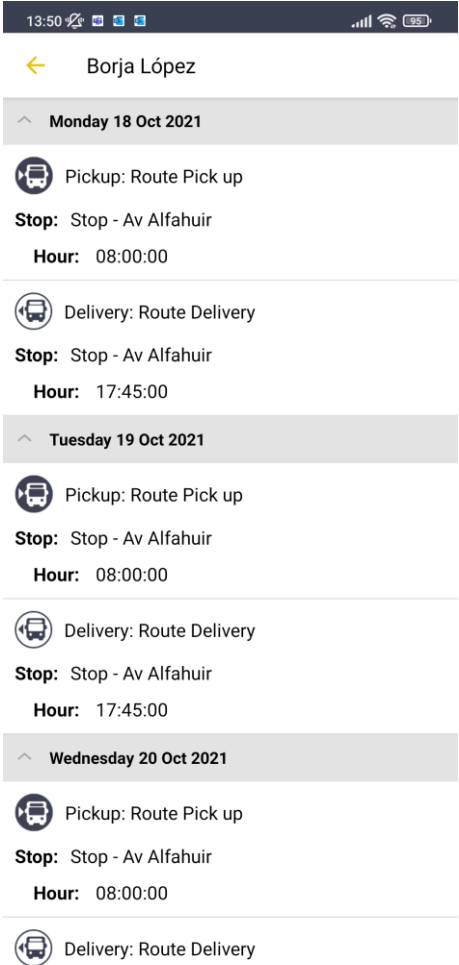 13:50 95
Borja López
Monday 18 Oct 2021
Pickup: Route Pick up
Stop: Stop - Av Alfahuir
Hour: 08:00:00
Delivery: Route Delivery
Stop: Stop - Av Alfahuir
Hour: 17:45:00
Tuesday 19 Oct 2021
Pickup: Route Pick up
Stop: Stop - Av Alfahuir
Hour: 08:00:00
Delivery: Route Delivery
Stop: Stop - Av Alfahuir
Hour: 17:45:00
Wednesday 20 Oct 2021
Pickup: Route Pick up
Stop: Stop - Av Alfahuir
Hour: 08:00:00
Delivery: Route Delivery